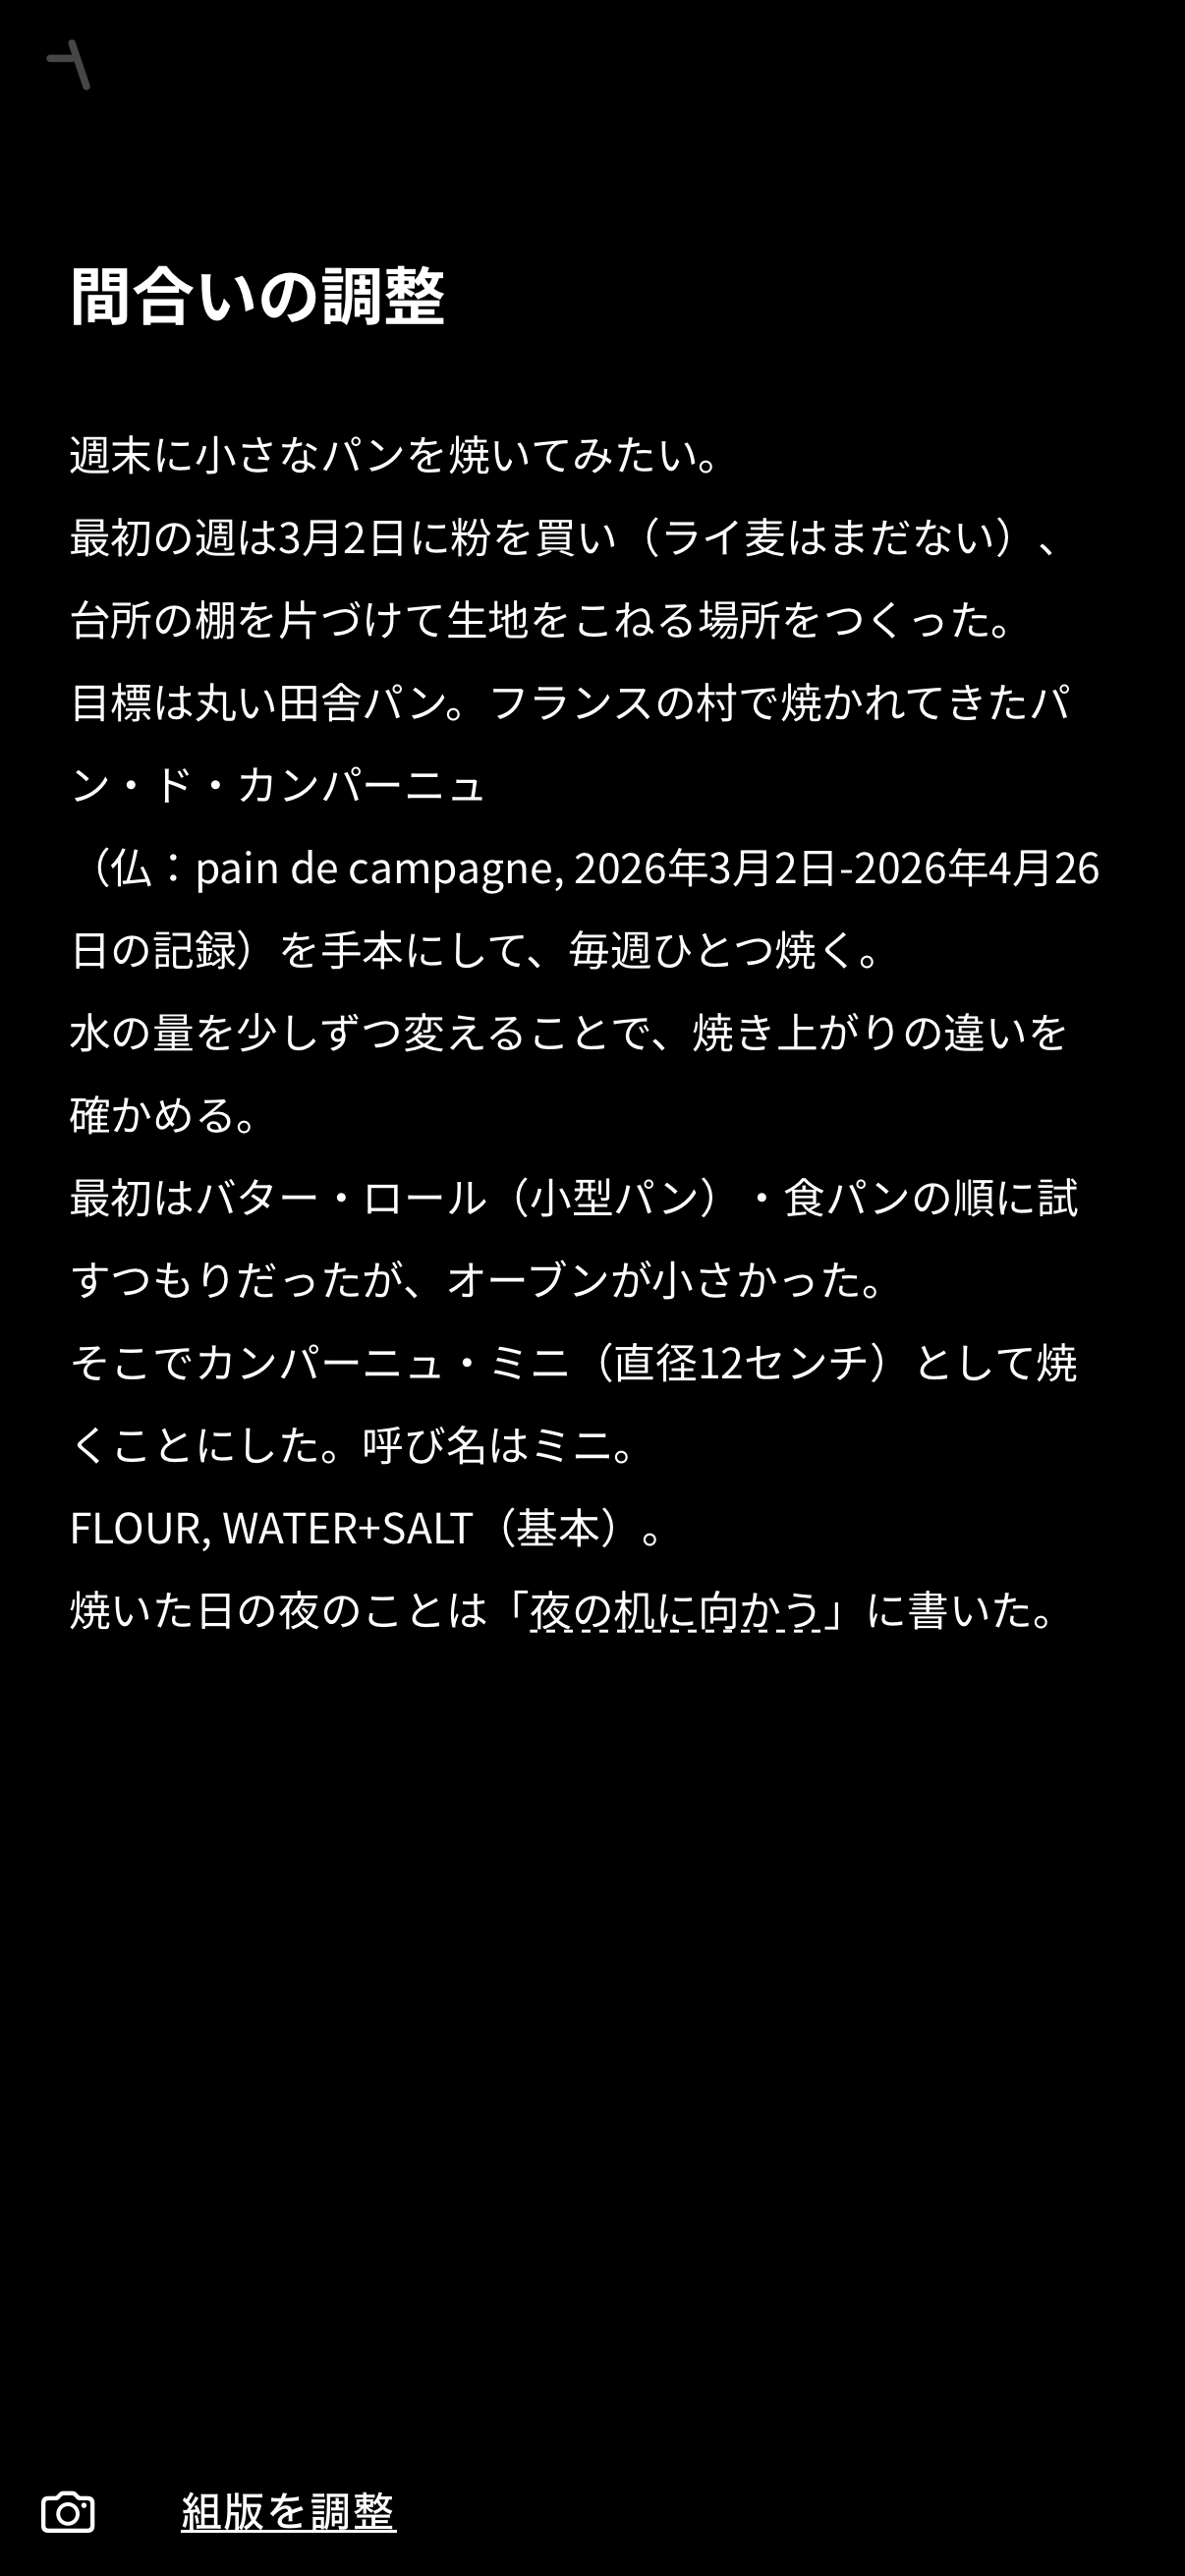 間合いの調整
週末に小さなパンを焼いてみたい。
最初の週は3月2日に粉を買い（ライ麦はまだない）、
台所の棚を片づけて生地をこねる場所をつくった。
目標は丸い田舎パン。フランスの村で焼かれてきたパ
ン・ド・カンパーニュ
（仏：pain de campagne, 2026年3月2日-2026年4月26
日の記録）を手本にして、毎週ひとつ焼く。
水の量を少しずつ変えることで、焼き上がりの違いを
確かめる。
最初はバター・ロール（小型パン）・食パンの順に試
すつもりだったが、オーブンが小さかった。
そこでカンパーニュ・ミニ（直径12センチ）として焼
くことにした。呼び名はミニ。
FLOUR, WATER+SALT（基本）。
焼いた日の夜のことは「夜の机に向かう」に書いた。
組版を調整